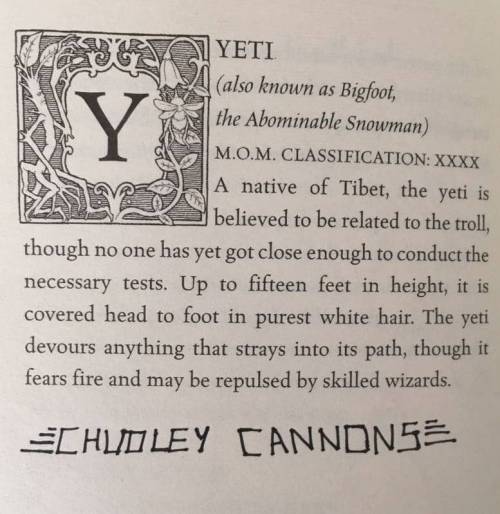 Y
YETI
(also known as Bigfoot,
the Abominable Snowman)
M.O.M. CLASSIFICATION: XXXX
A native of Tibet, the yeti is
believed to be related to the troll,
though no one has yet got close enough to conduct the
necessary tests. Up to fifteen feet in height, it is
covered head to foot in purest white hair. The yeti
devours anything that strays into its path, though it
fears fire and may be repulsed by skilled wizards.
CHUDLEY CANNONS